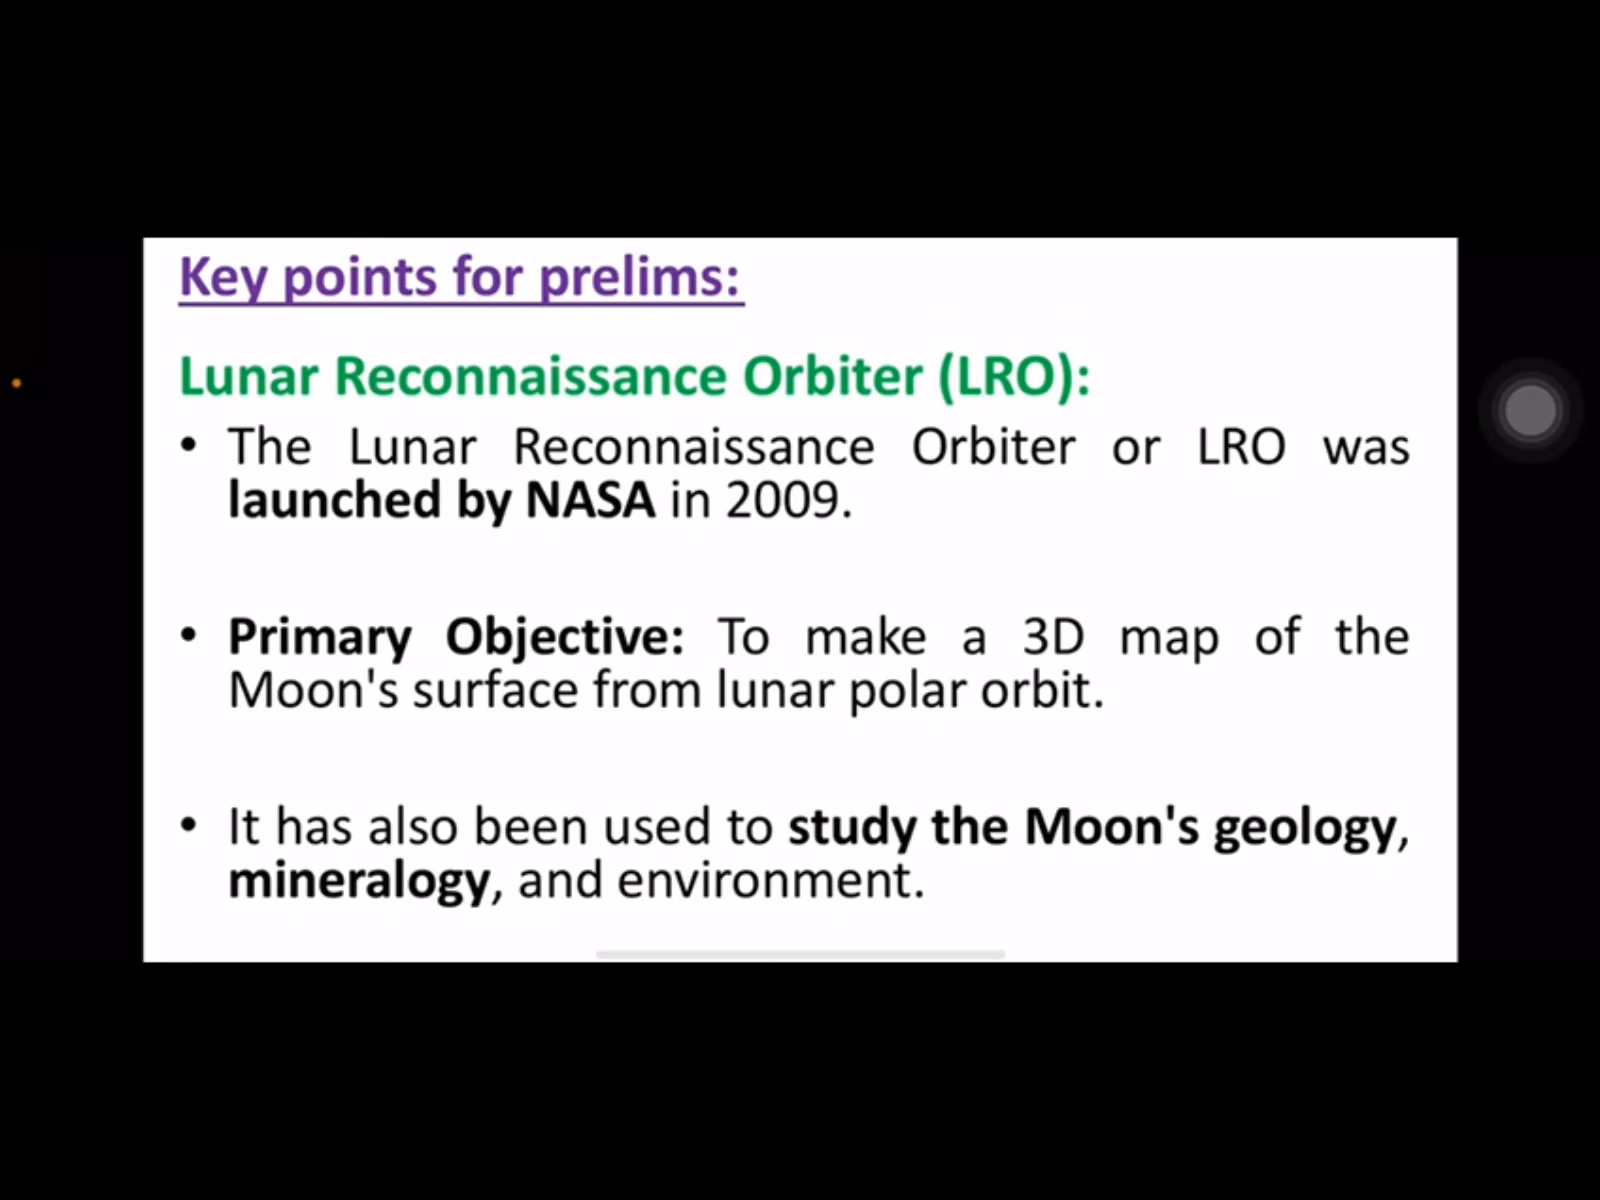 Key points for prelims:
Lunar Reconnaissance Orbiter (LRO):
• The Lunar Reconnaissance Orbiter or LRO was
launched by NASA in 2009.
• Primary Objective: To make a 3D map of the
Moon's surface from lunar polar orbit.
• It has also been used to study the Moon's geology,
mineralogy, and environment.